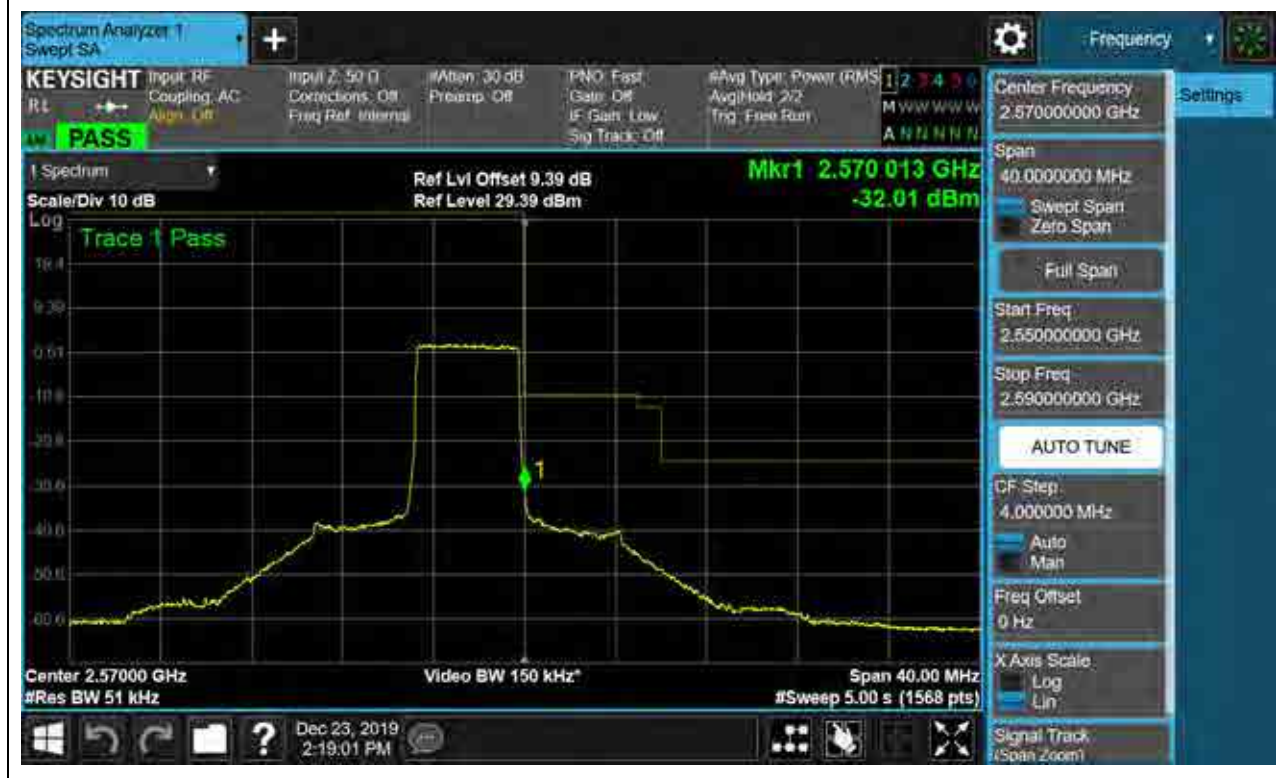 Spectrum Analyzer 1
Swept SA
Frequency
KEYSIGHT
Input: RF
Coupling: AC
Align: Off
Input Z: 50 Ω
Corrections: Off
Freq Ref: Internal
#Atten: 30 dB
Preamp: Off
PNO: Fast
Gate: Off
IF Gain: Low
Sig Track: Off
#Avg Type: Power (RMS
Avg|Hold: 2/2
Trig: Free Run
1 2 3 4 5 6
M W W W W W W
A N N N N N N
RL
PASS
Center Frequency
2.570000000 GHz
Settings
Span
40.0000000 MHz
Swept Span
Zero Span
Full Span
Start Freq
2.550000000 GHz
Stop Freq
2.590000000 GHz
AUTO TUNE
CF Step
4.000000 MHz
Auto
Man
Freq Offset
0 Hz
X Axis Scale
Log
Lin
Signal Track
(Span Zoom)
1 Spectrum
Scale/Div 10 dB
Ref Lvl Offset 9.39 dB
Ref Level 29.39 dBm
Mkr1 2.570 013 GHz
-32.01 dBm
Log
Trace 1 Pass
19.4
9.39
-0.61
-10.6
-20.6
-30.6
-40.6
-50.6
-60.6
1
Center 2.57000 GHz
#Res BW 51 kHz
Video BW 150 kHz*
Span 40.00 MHz
#Sweep 5.00 s (1568 pts)
Dec 23, 2019
2:19:01 PM